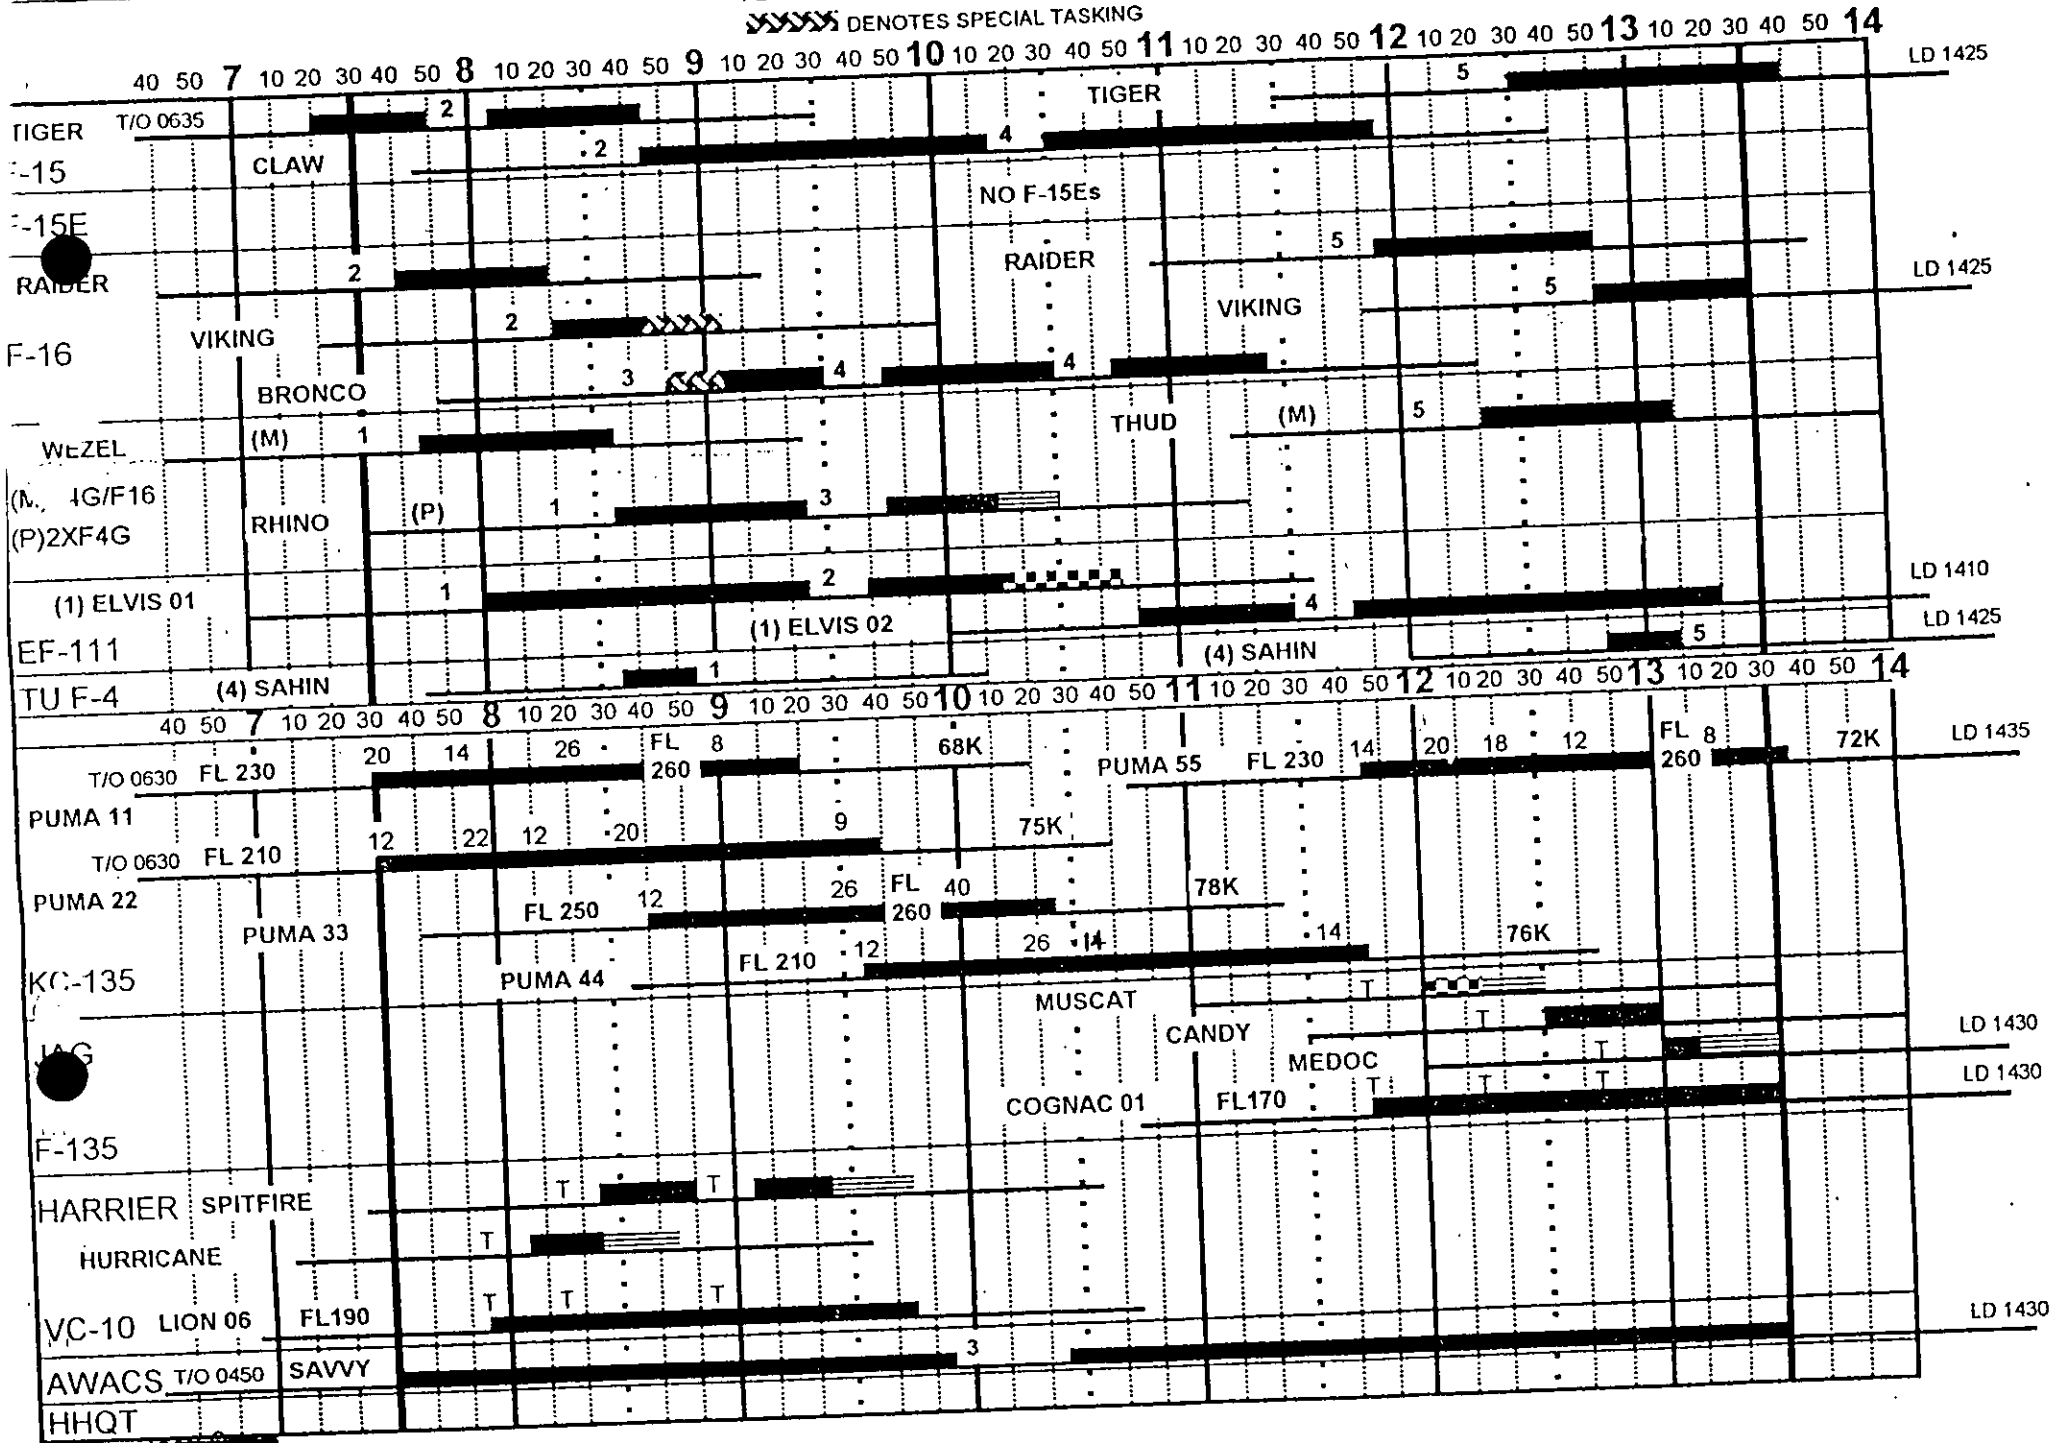 DENOTES SPECIAL TASKING
40 50 7 10 20 30 40 50 8 10 20 30 40 50 9 10 20 30 40 50 10 10 20 30 40 50 11 10 20 30 40 50 12 10 20 30 40 50 13 10 20 30 40 50 14
TIGER T/O 0635 2 TIGER 5 LD 1425
F-15 CLAW 2 4
F-15E NO F-15Es
RAIDER 2 RAIDER 5
VIKING 2 VIKING 5 LD 1425
F-16
BRONCO 3 4 4
WEZEL (M) 1 THUD (M) 5
4G/F16
(P)2XF4G RHINO (P) 1 3
(1) ELVIS 01 1 2 LD 1410
EF-111 (1) ELVIS 02 4
TU F-4 (4) SAHIN 1 (4) SAHIN 5 LD 1425
40 50 7 10 20 30 40 50 8 10 20 30 40 50 9 10 20 30 40 50 10 10 20 30 40 50 11 10 20 30 40 50 12 10 20 30 40 50 13 10 20 30 40 50 14
T/O 0630 FL 230 20 14 26 FL 260 8 68K PUMA 55 FL 230 14 20 18 12 FL 260 8 72K LD 1435
PUMA 11
T/O 0630 FL 210 12 22 12 20 9 75K
PUMA 22
PUMA 33 FL 250 12 26 FL 260 40 78K
KC-135 PUMA 44 FL 210 12 26 14 14 76K
MUSCAT T
JAG CANDY T LD 1430
MEDOC T
COGNAC 01 FL170 T T T LD 1430
F-135
HARRIER SPITFIRE T T
HURRICANE T
VC-10 LION 06 FL190 T T T
AWACS T/O 0450 SAVVY 3 LD 1430
HHQT